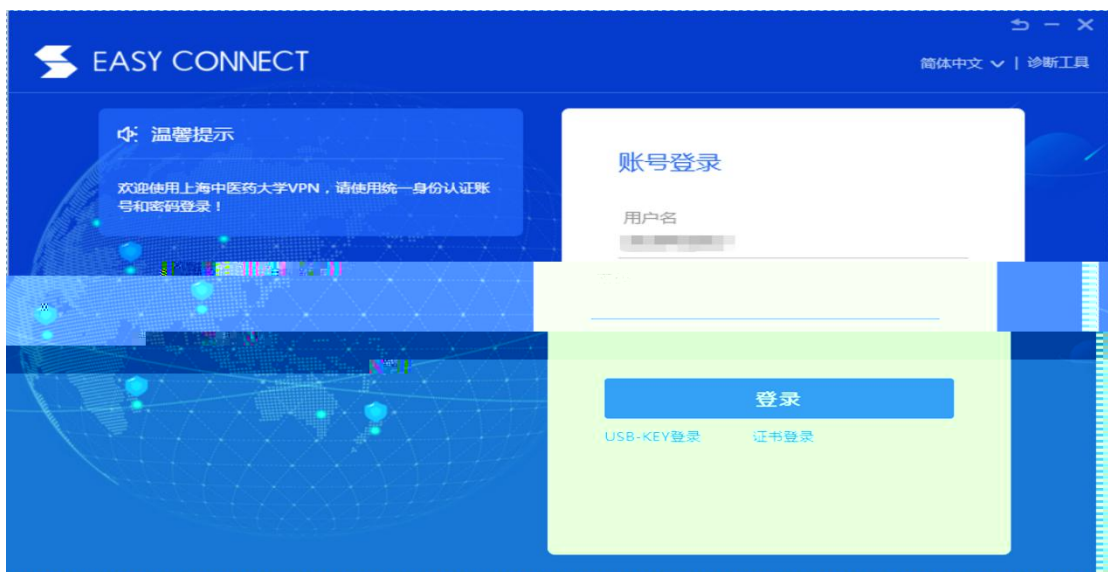 EASY CONNECT
简体中文 | 诊断工具
温馨提示
欢迎使用上海中医药大学VPN，请使用统一身份认证账
号和密码登录！
账号登录
用户名
登录
USB-KEY登录 证书登录